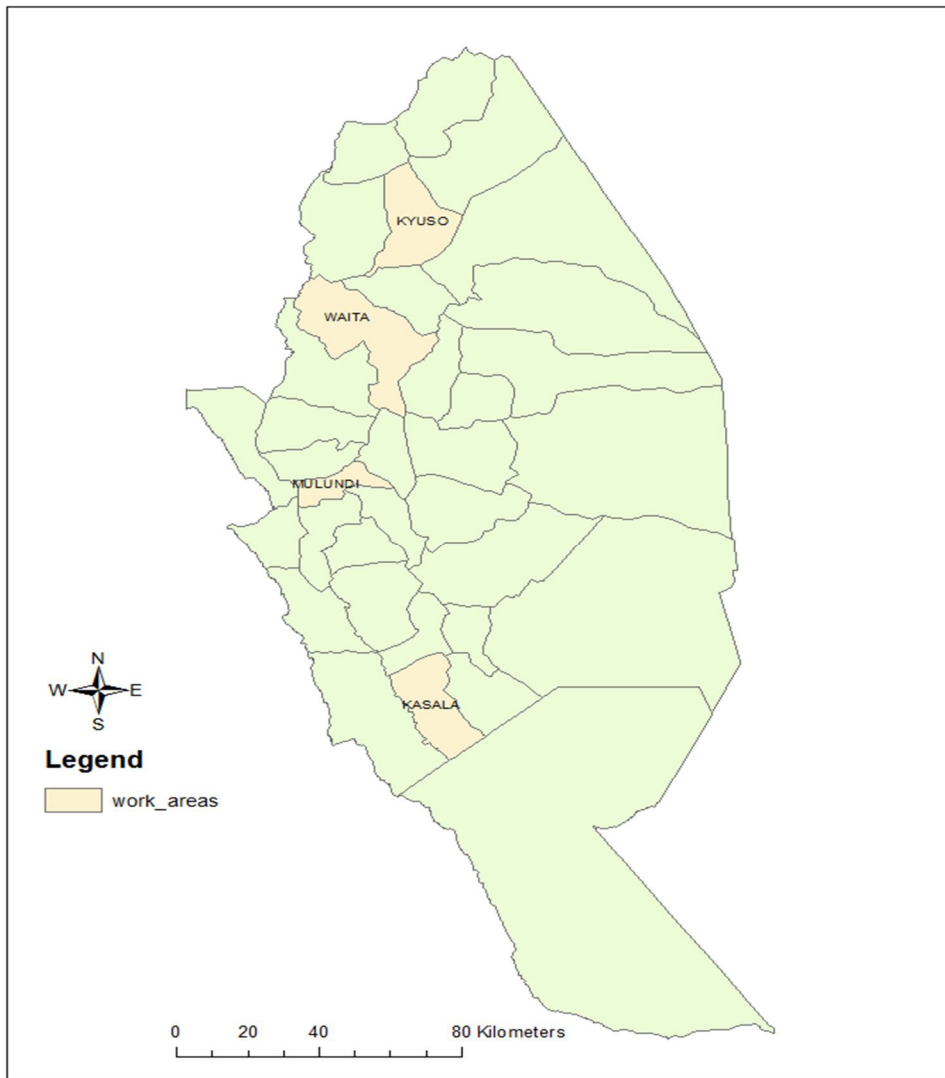 KYUSO
WAITA
MULUNDI
N
W E
S
KASALA
Legend
work_areas
0 20 40 80 Kilometers